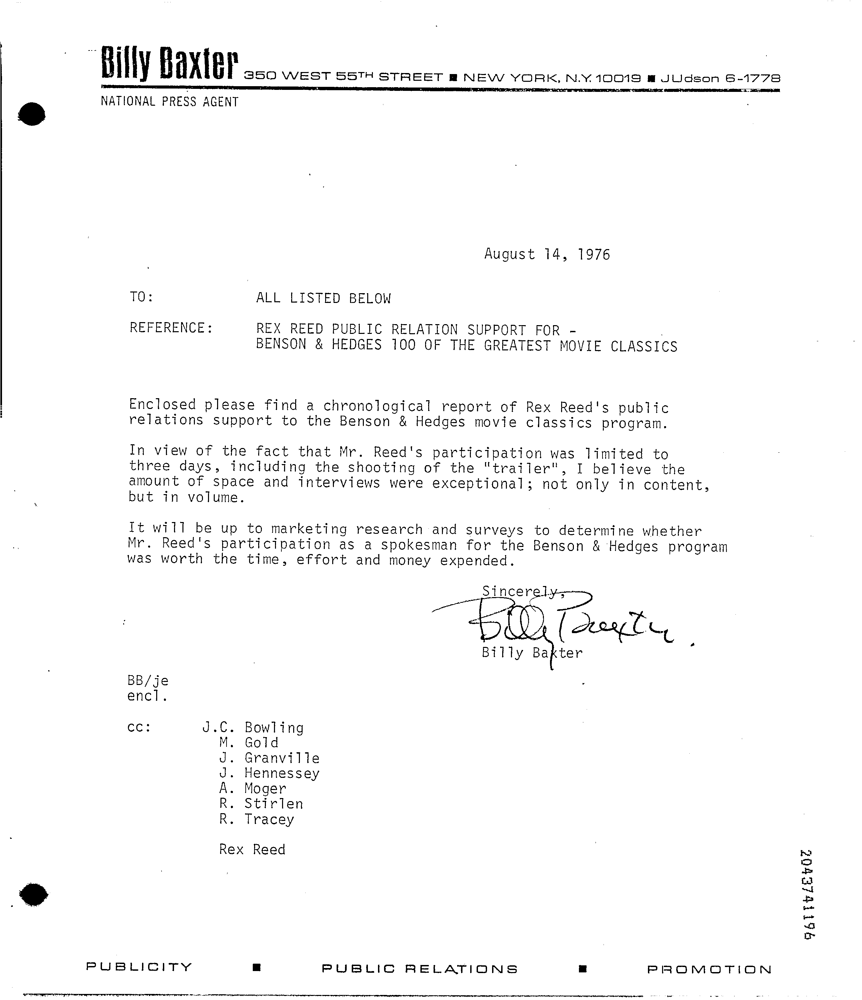 Billy Baxter 350 WEST 55TH STREET ■ NEW YORK, N.Y. 10019 ■ JUdson 6-1778
NATIONAL PRESS AGENT
August 14, 1976
TO: ALL LISTED BELOW
REFERENCE: REX REED PUBLIC RELATION SUPPORT FOR -
BENSON & HEDGES 100 OF THE GREATEST MOVIE CLASSICS
Enclosed please find a chronological report of Rex Reed's public
relations support to the Benson & Hedges movie classics program.
In view of the fact that Mr. Reed's participation was limited to
three days, including the shooting of the "trailer", I believe the
amount of space and interviews were exceptional; not only in content,
but in volume.
It will be up to marketing research and surveys to determine whether
Mr. Reed's participation as a spokesman for the Benson & Hedges program
was worth the time, effort and money expended.
Sincerely,
Billy Baxter
Billy Baxter
BB/je
encl.
cc: J.C. Bowling
M. Gold
J. Granville
J. Hennessey
A. Moger
R. Stirlen
R. Tracey
Rex Reed
2043741196
PUBLICITY ■ PUBLIC RELATIONS ■ PROMOTION